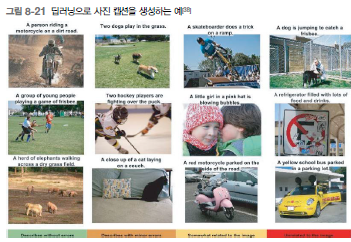 그림 8-21 딥러닝으로 사진 캡션을 생성하는 예[35]
A person riding a
motorcycle on a dirt road.
Two dogs play in the grass.
A skateboarder does a trick
on a ramp.
A dog is jumping to catch a
frisbee.
A group of young people
playing a game of frisbee.
Two hockey players are
fighting over the puck.
A little girl in a pink hat is
blowing bubbles.
A refrigerator filled with lots of
food and drinks.
A herd of elephants walking
across a dry grass field.
A close up of a cat laying
on a couch.
A red motorcycle parked on the
side of the road.
A yellow school bus parked
in a parking lot.
Describes without errors
Describes with minor errors
Somewhat related to the image
Unrelated to the image